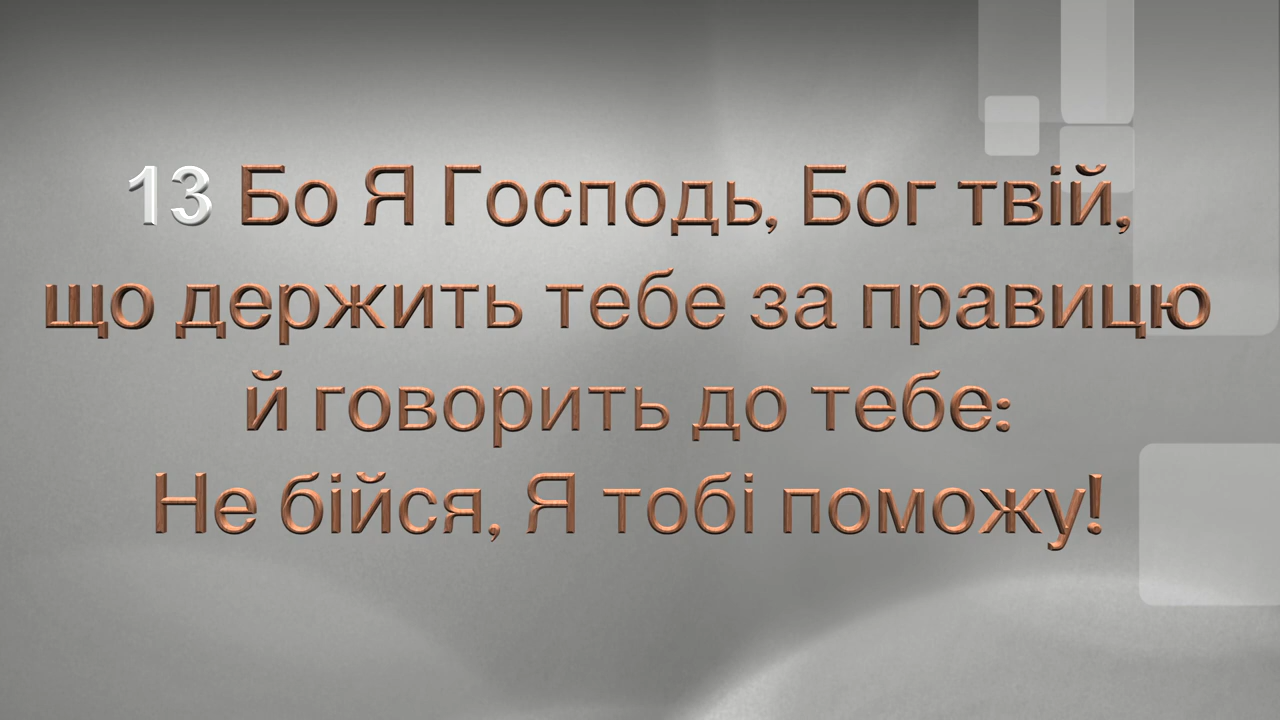 13 Бо Я Господь, Бог твій,
що держить тебе за правицю
й говорить до тебе:
Не бійся, Я тобі поможу!